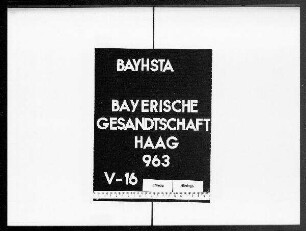 BAYHSTA
BAYERISCHE
GESANDTSCHAFT
HAAG
963
V-16